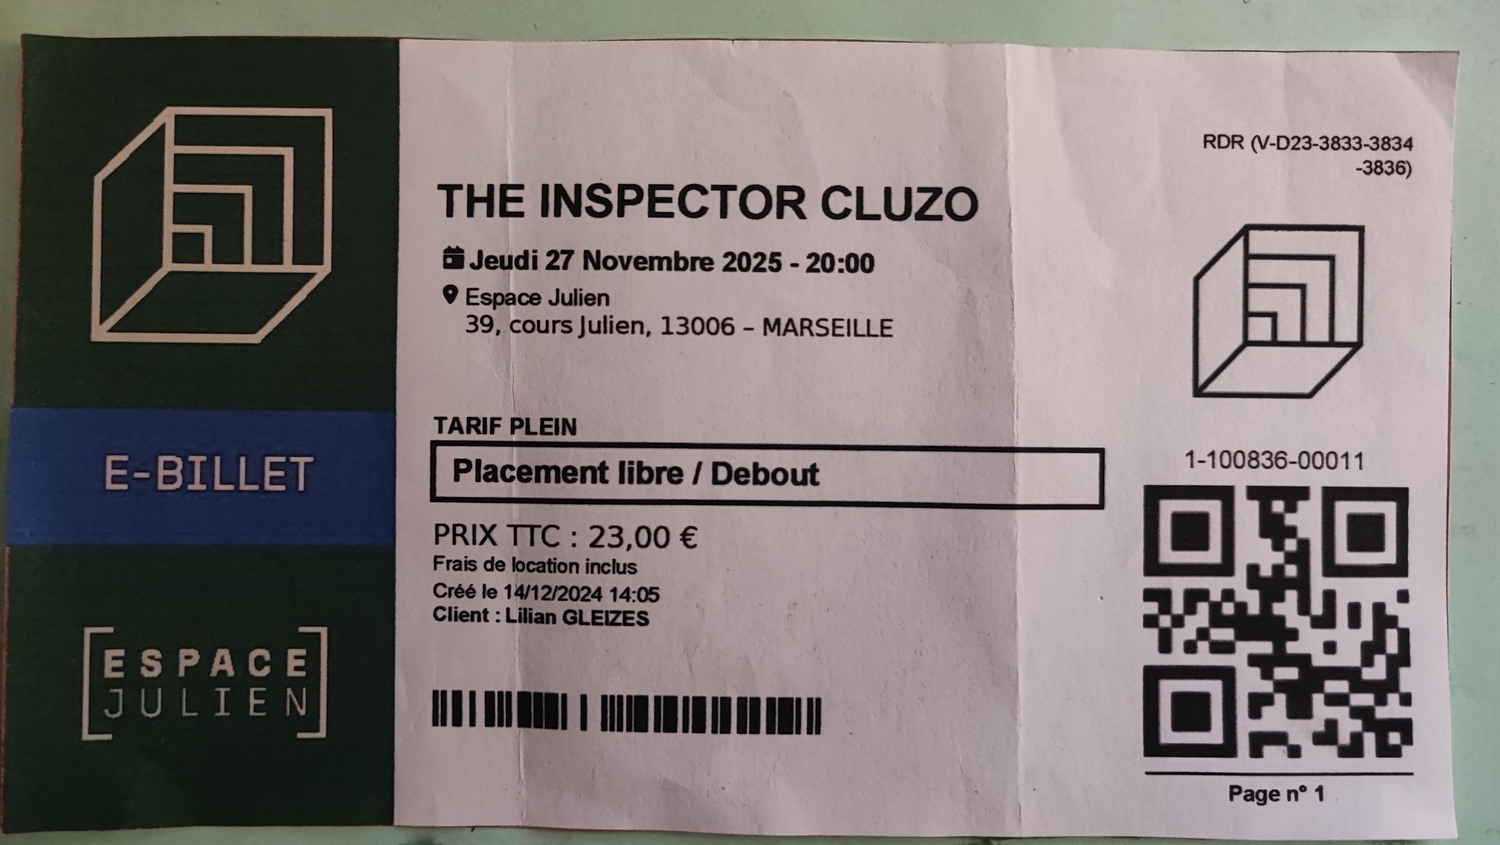 THE INSPECTOR CLUZO
Jeudi 27 Novembre 2025 - 20:00
Espace Julien
39, cours Julien, 13006 – MARSEILLE
TARIF PLEIN
Placement libre / Debout
PRIX TTC : 23,00 €
Frais de location inclus
Créé le 14/12/2024 14:05
Client : Lilian GLEIZES
E-BILLET
ESPACE
JULIEN
RDR (V-D23-3833-3834
-3836)
1-100836-00011
Page n° 1